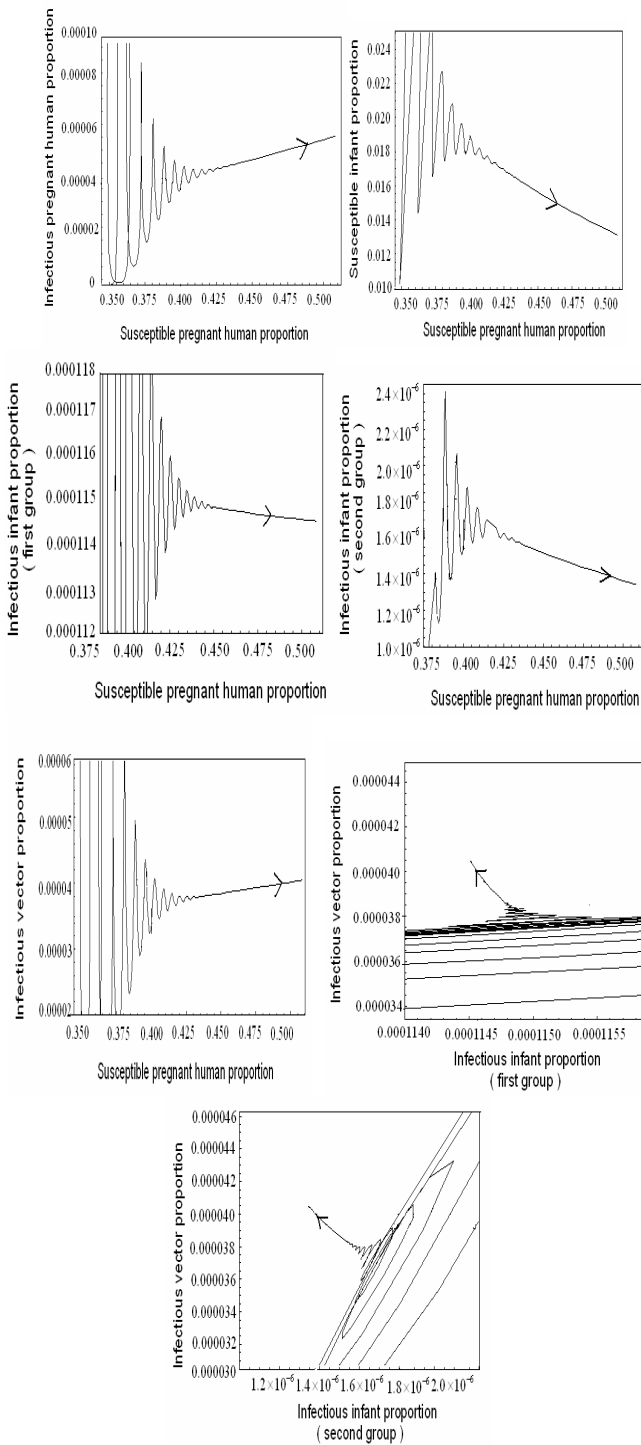 Infectious pregnant human proportion
0.00010
0.00008
0.00006
0.00004
0.00002
0
0.350 0.375 0.400 0.425 0.450 0.475 0.500
Susceptible pregnant human proportion
Susceptible infant proportion
0.024
0.022
0.020
0.018
0.016
0.014
0.012
0.010
0.350 0.375 0.400 0.425 0.450 0.475 0.500
Susceptible pregnant human proportion
Infectious infant proportion
( first group )
0.000118
0.000117
0.000116
0.000115
0.000114
0.000113
0.000112
0.375 0.400 0.425 0.450 0.475 0.500
Susceptible pregnant human proportion
Infectious infant proportion
( second group )
2.4×10⁻⁶
2.2×10⁻⁶
2.0×10⁻⁶
1.8×10⁻⁶
1.6×10⁻⁶
1.4×10⁻⁶
1.2×10⁻⁶
1.0×10⁻⁶
0.375 0.400 0.425 0.450 0.475 0.500
Susceptible pregnant human proportion
Infectious vector proportion
0.00006
0.00005
0.00004
0.00003
0.00002
0.350 0.375 0.400 0.425 0.450 0.475 0.500
Susceptible pregnant human proportion
Infectious vector proportion
0.000044
0.000042
0.000040
0.000038
0.000036
0.000034
0.0001140 0.0001145 0.0001150 0.0001155
Infectious infant proportion
( first group )
Infectious vector proportion
0.000046
0.000044
0.000042
0.000040
0.000038
0.000036
0.000034
0.000032
0.000030
1.2×10⁻⁶ 1.4×10⁻⁶ 1.6×10⁻⁶ 1.8×10⁻⁶ 2.0×10⁻⁶
Infectious infant proportion
( second group )